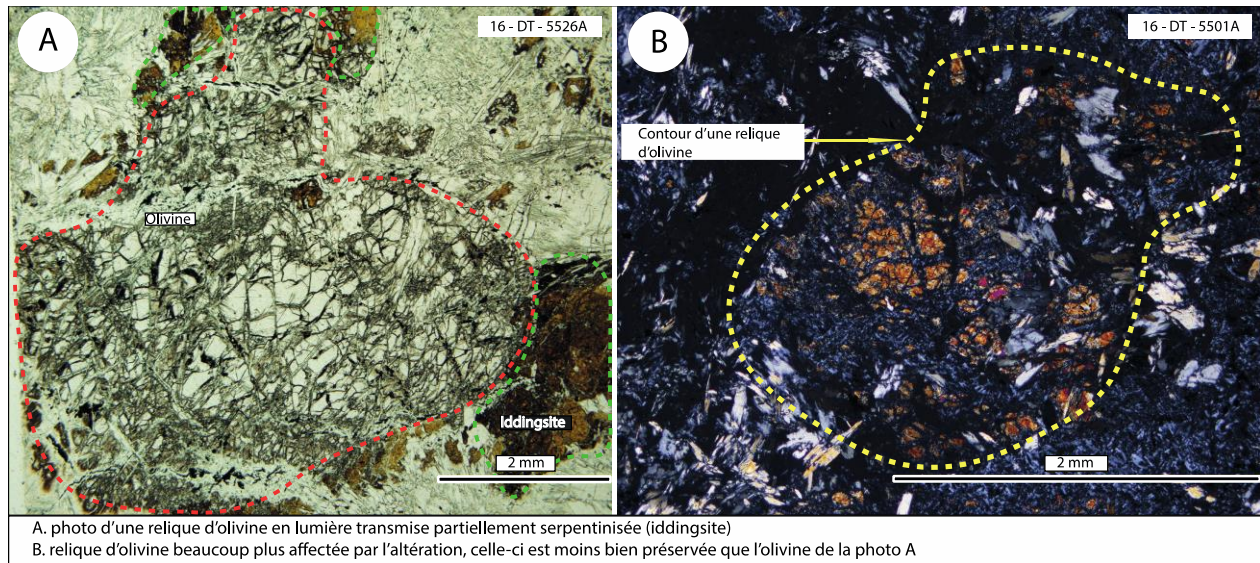 A
16 - DT - 5526A
Olivine
Iddingsite
2 mm
B
16 - DT - 5501A
Contour d'une relique
d'olivine
2 mm
A. photo d'une relique d'olivine en lumière transmise partiellement serpentinisée (iddingsite)
B. relique d'olivine beaucoup plus affectée par l'altération, celle-ci est moins bien préservée que l'olivine de la photo A